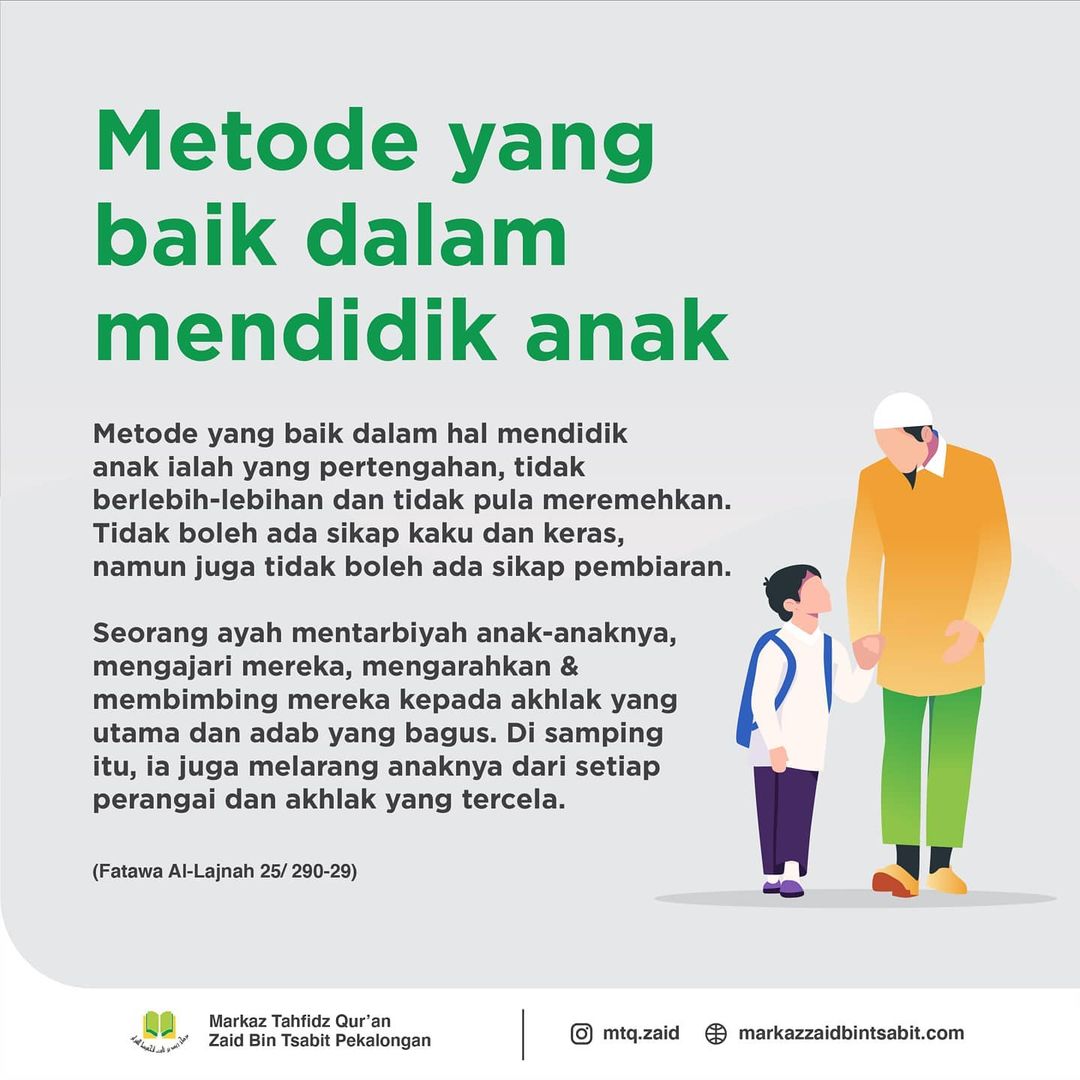 Metode yang
baik dalam
mendidik anak
Metode yang baik dalam hal mendidik
anak ialah yang pertengahan, tidak
berlebih-lebihan dan tidak pula meremehkan.
Tidak boleh ada sikap kaku dan keras,
namun juga tidak boleh ada sikap pembiaran.
Seorang ayah mentarbiyah anak-anaknya,
mengajari mereka, mengarahkan &
membimbing mereka kepada akhlak yang
utama dan adab yang bagus. Di samping
itu, ia juga melarang anaknya dari setiap
perangai dan akhlak yang tercela.
(Fatawa Al-Lajnah 25/ 290-29)
Markaz Tahfidz Qur’an
Zaid Bin Tsabit Pekalongan
mtq.zaid
markazzaidbintsabit.com